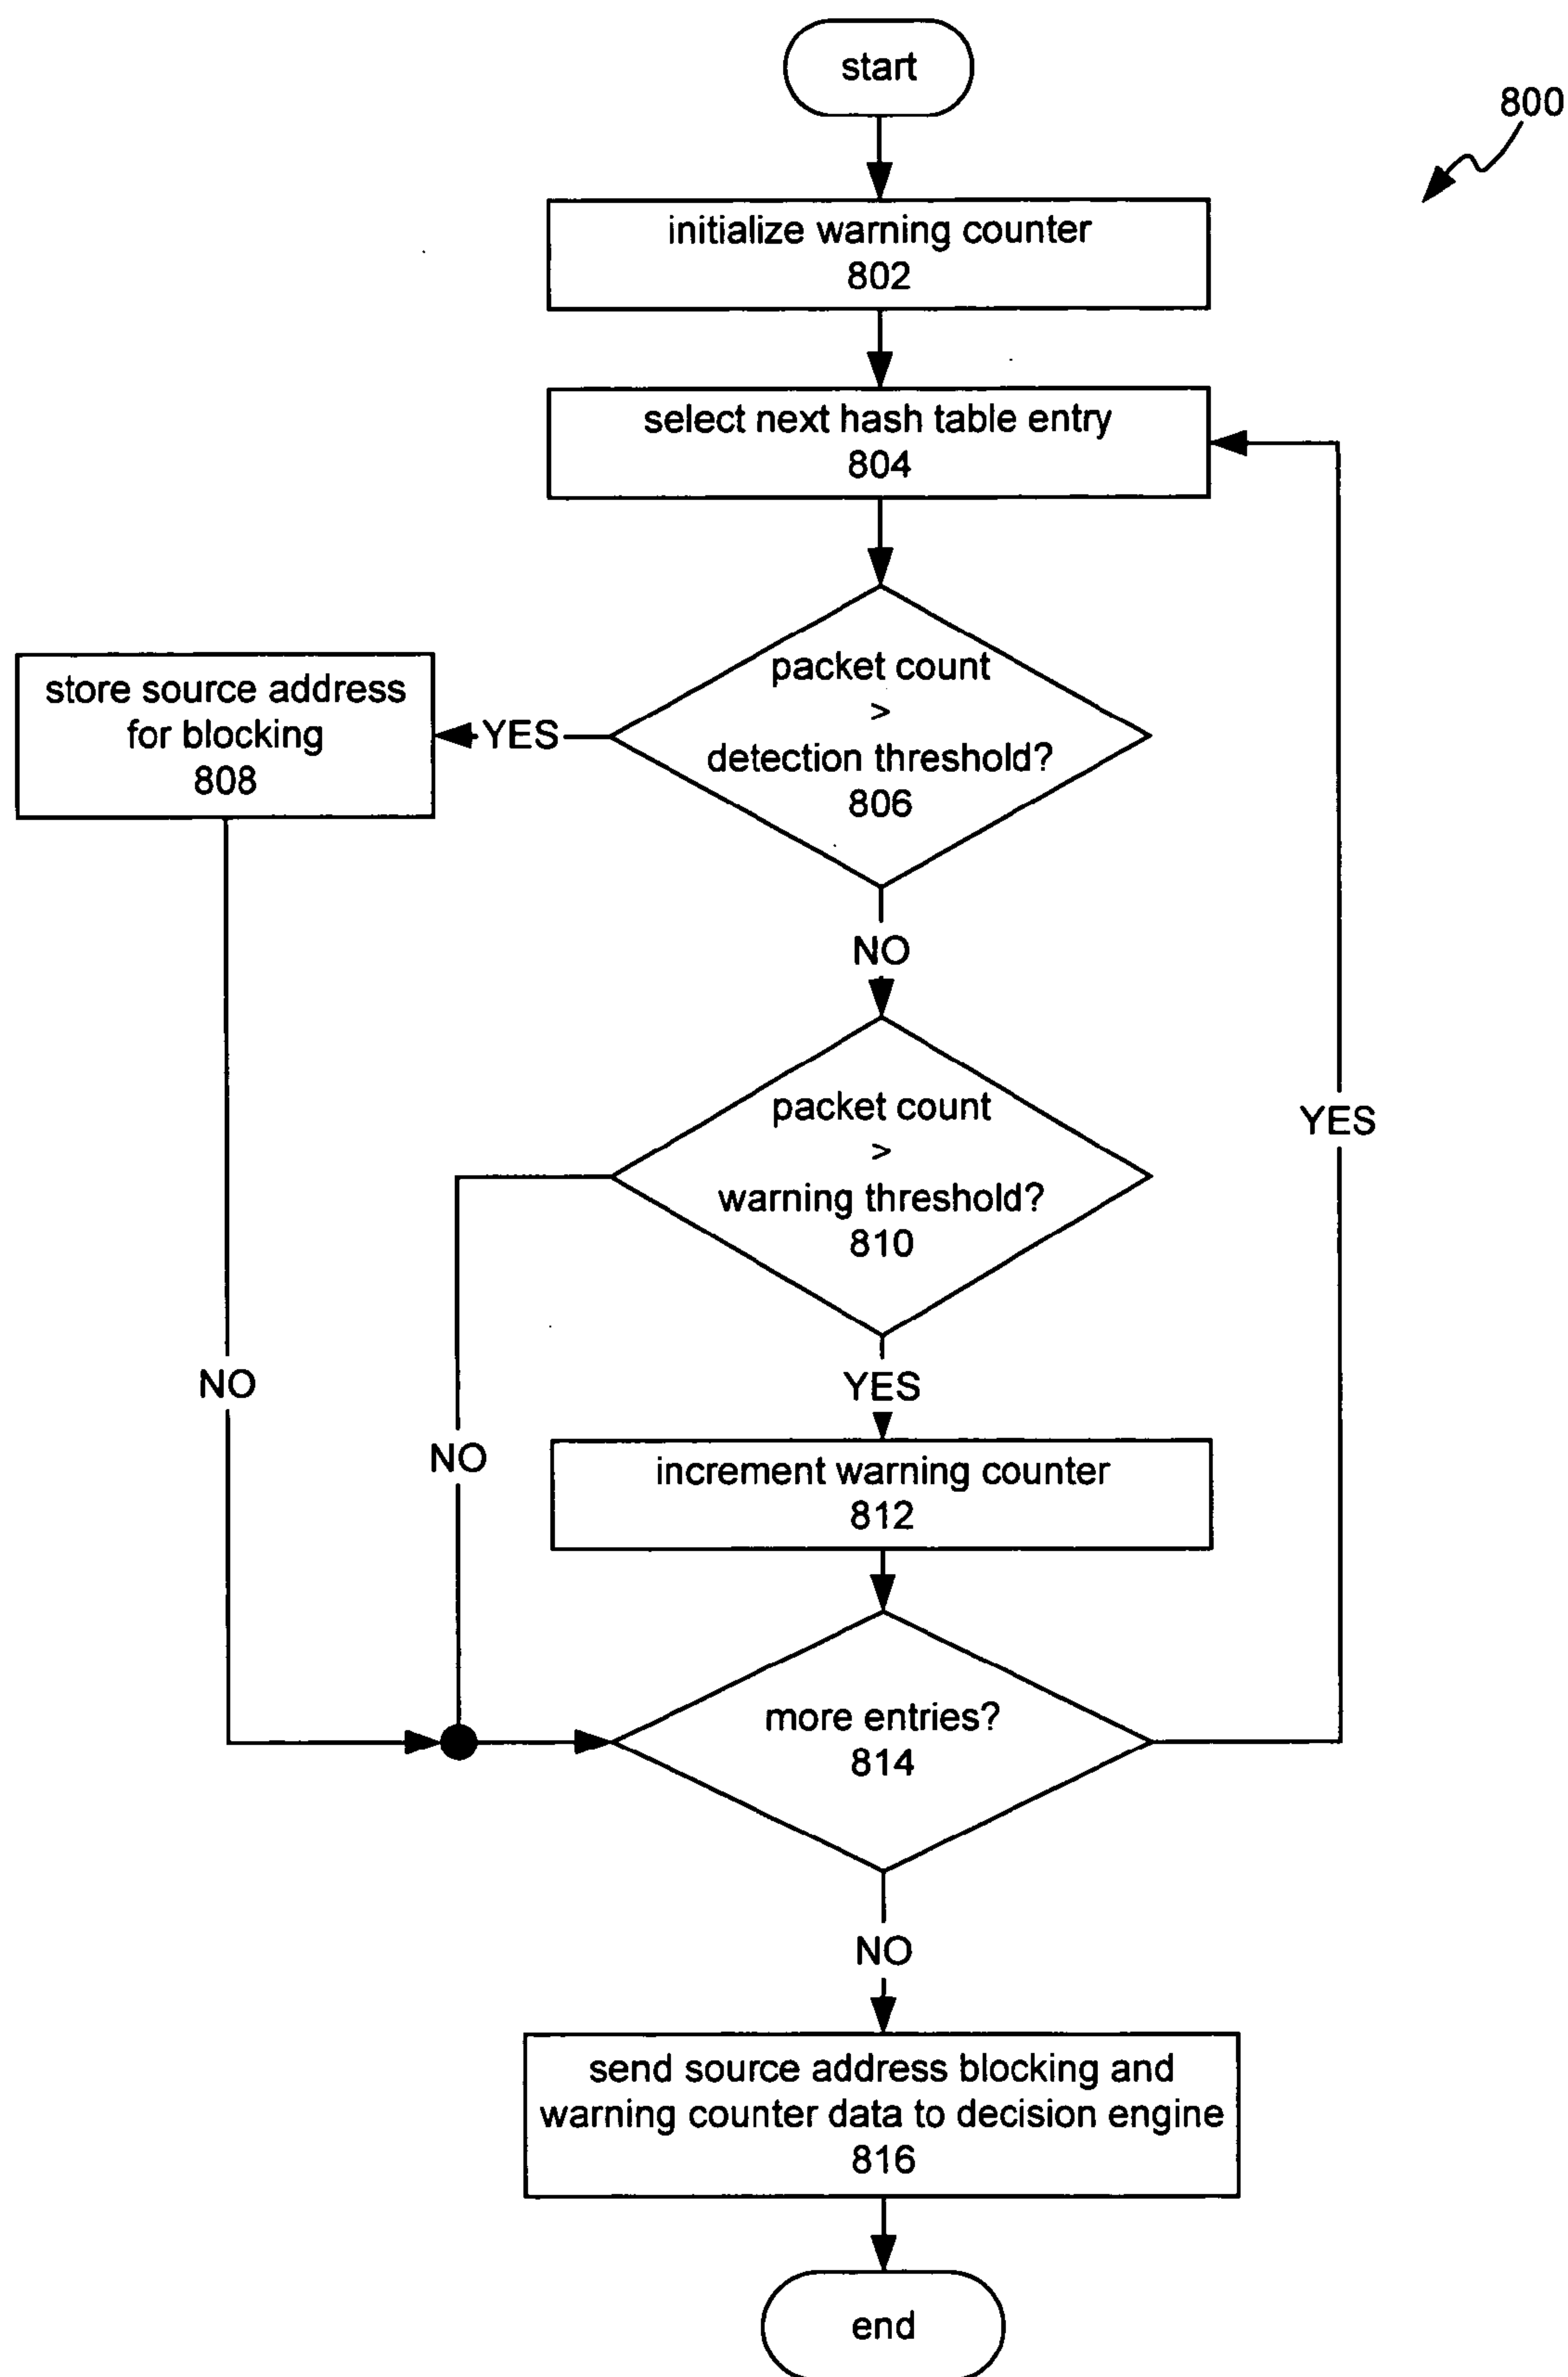 start
800
initialize warning counter
802
select next hash table entry
804
packet count
>
detection threshold?
806
YES
store source address
for blocking
808
NO
packet count
>
warning threshold?
810
YES
NO
YES
NO
increment warning counter
812
more entries?
814
NO
send source address blocking and
warning counter data to decision engine
816
end